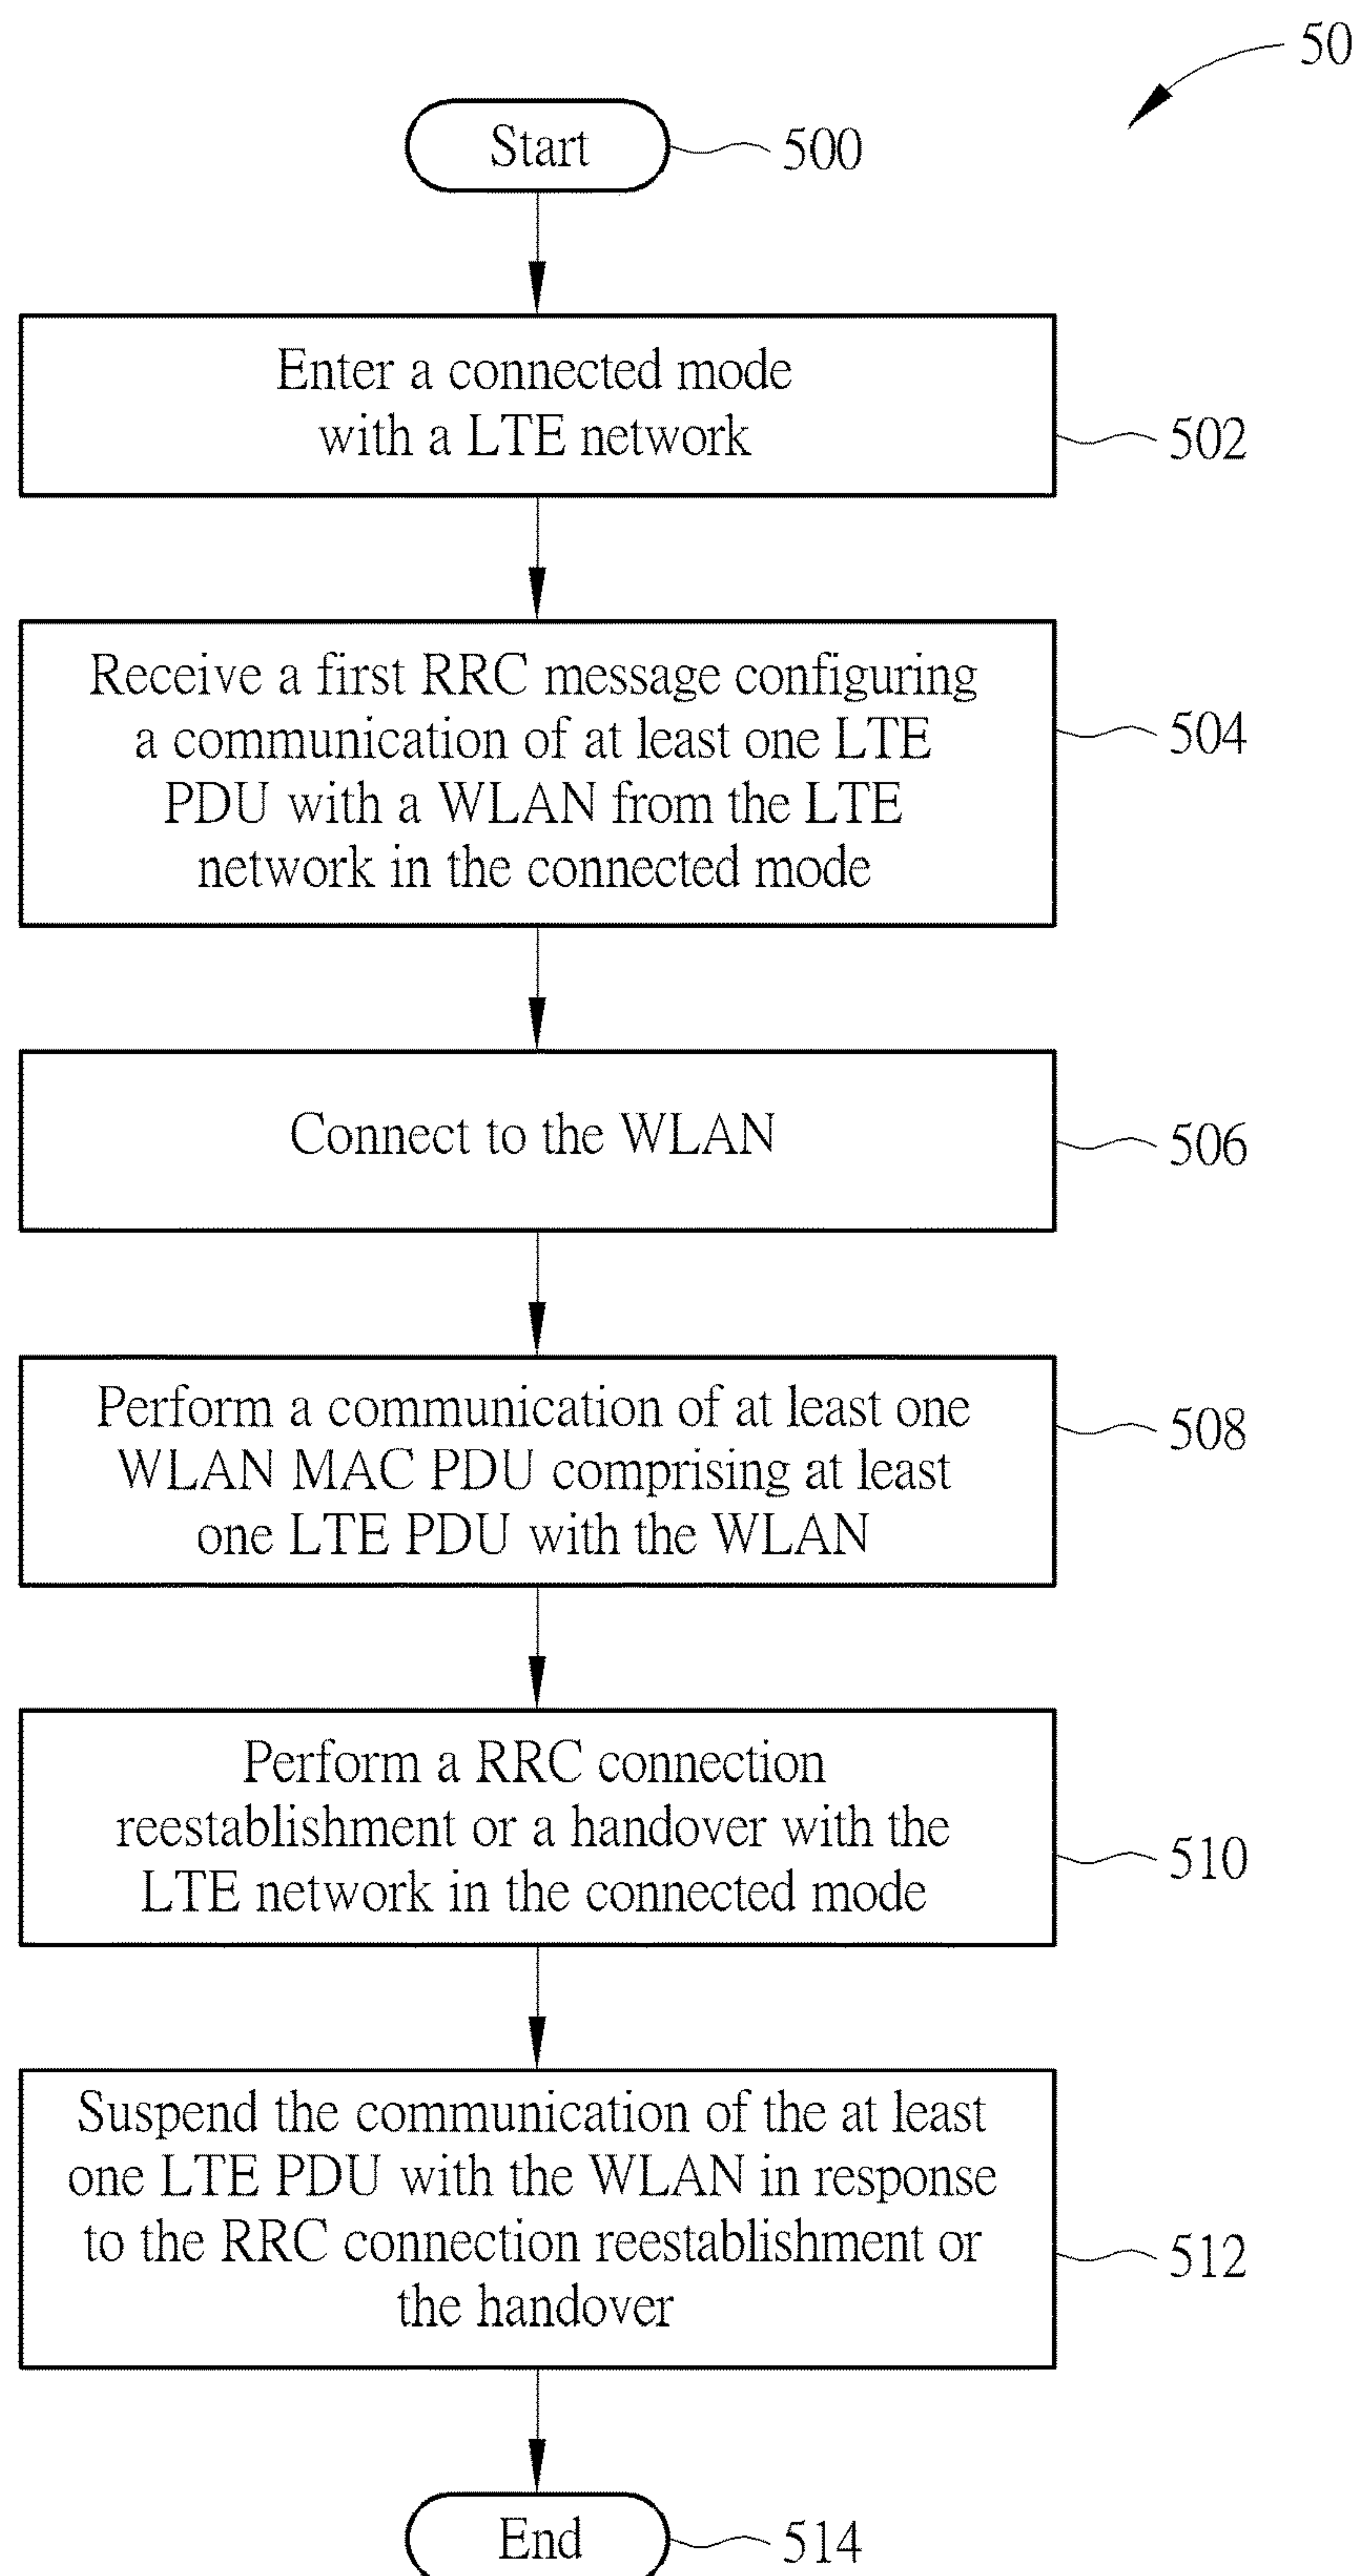 50
Start
500
Enter a connected mode
with a LTE network
502
Receive a first RRC message configuring
a communication of at least one LTE
PDU with a WLAN from the LTE
network in the connected mode
504
Connect to the WLAN
506
Perform a communication of at least one
WLAN MAC PDU comprising at least
one LTE PDU with the WLAN
508
Perform a RRC connection
reestablishment or a handover with the
LTE network in the connected mode
510
Suspend the communication of the at least
one LTE PDU with the WLAN in response
to the RRC connection reestablishment or
the handover
512
End
514